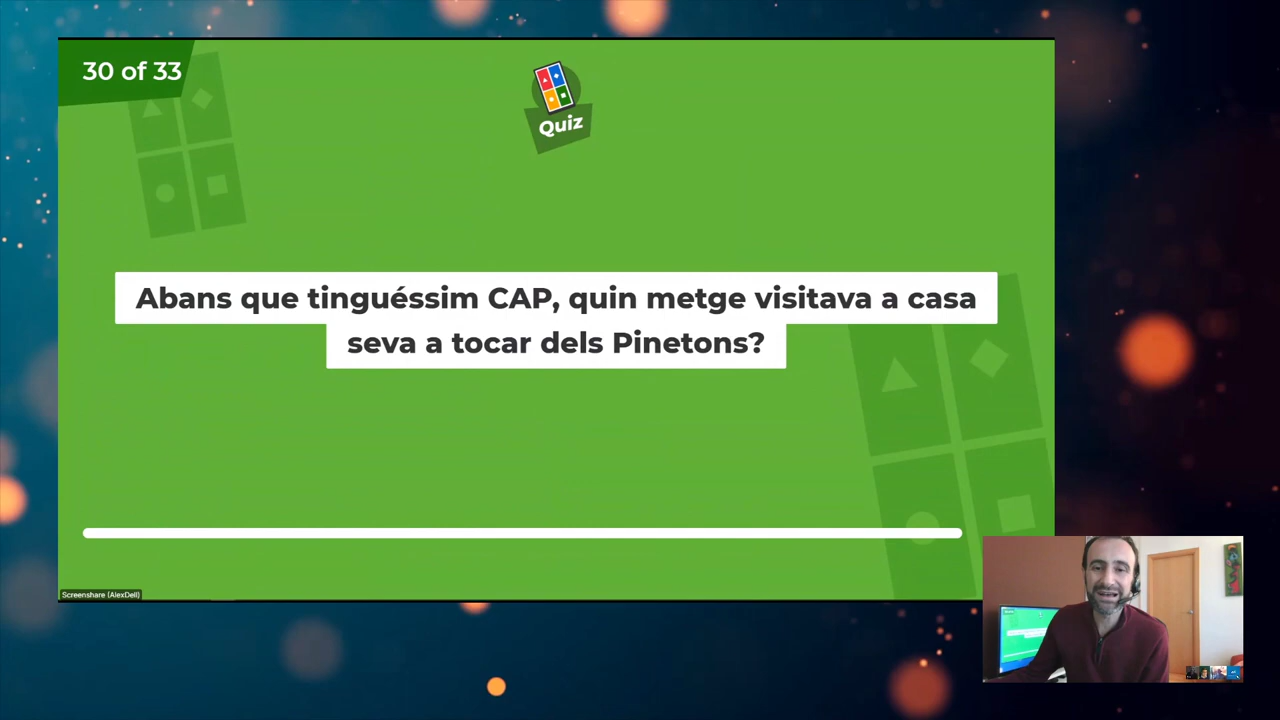 30 of 33
Quiz
Abans que tinguéssim CAP, quin metge visitava a casa
seva a tocar dels Pinetons?
Screenshare (AlexDell)